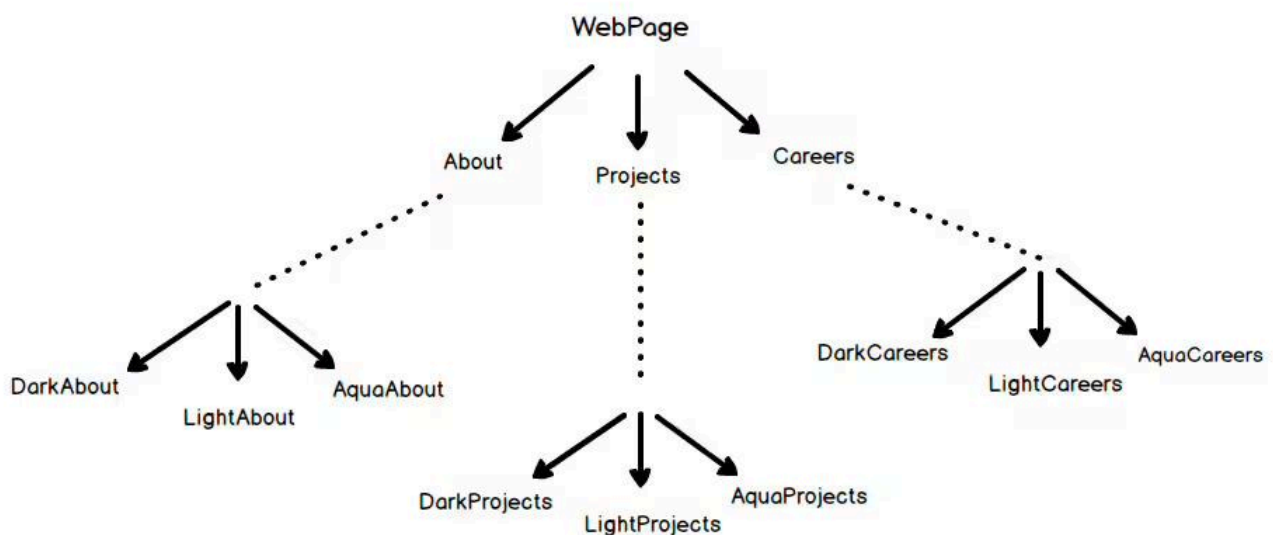 WebPage
About
Projects
Careers
DarkAbout
LightAbout
AquaAbout
DarkProjects
LightProjects
AquaProjects
DarkCareers
LightCareers
AquaCareers